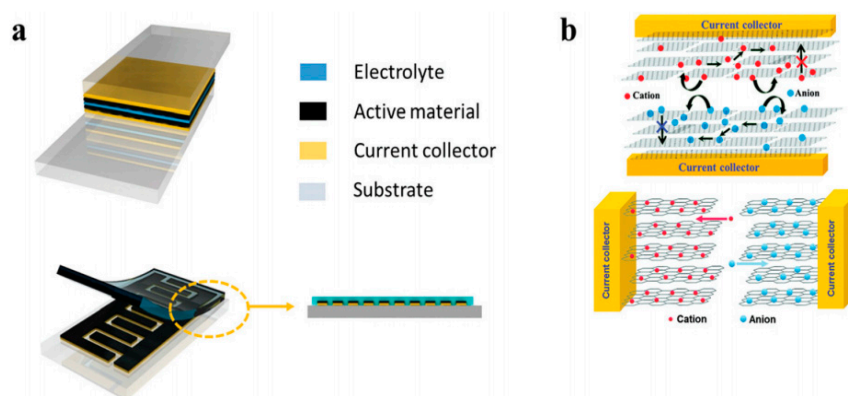 a
Electrolyte
Active material
Current collector
Substrate
b
Current collector
Cation
Anion
Current collector
Current collector
Current collector
Cation
Anion